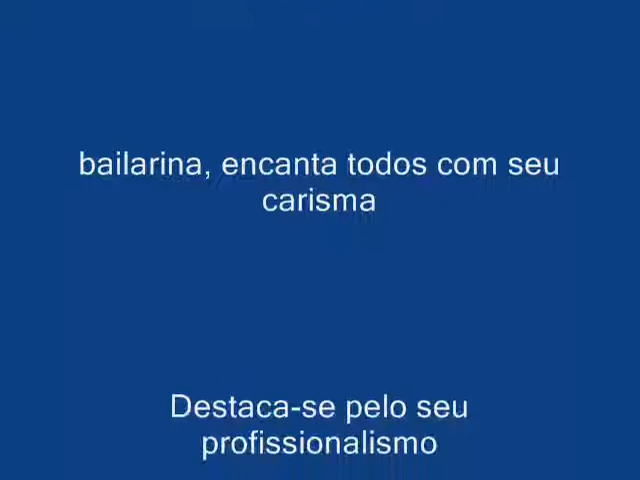 bailarina, encanta todos com seu
carisma
Destaca-se pelo seu
profissionalismo